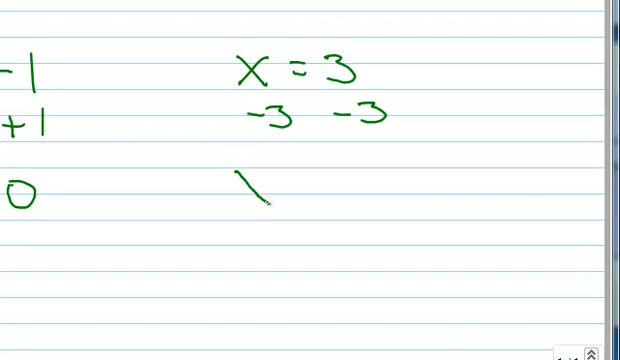 -1 x = 3
+1 -3 -3
0 \